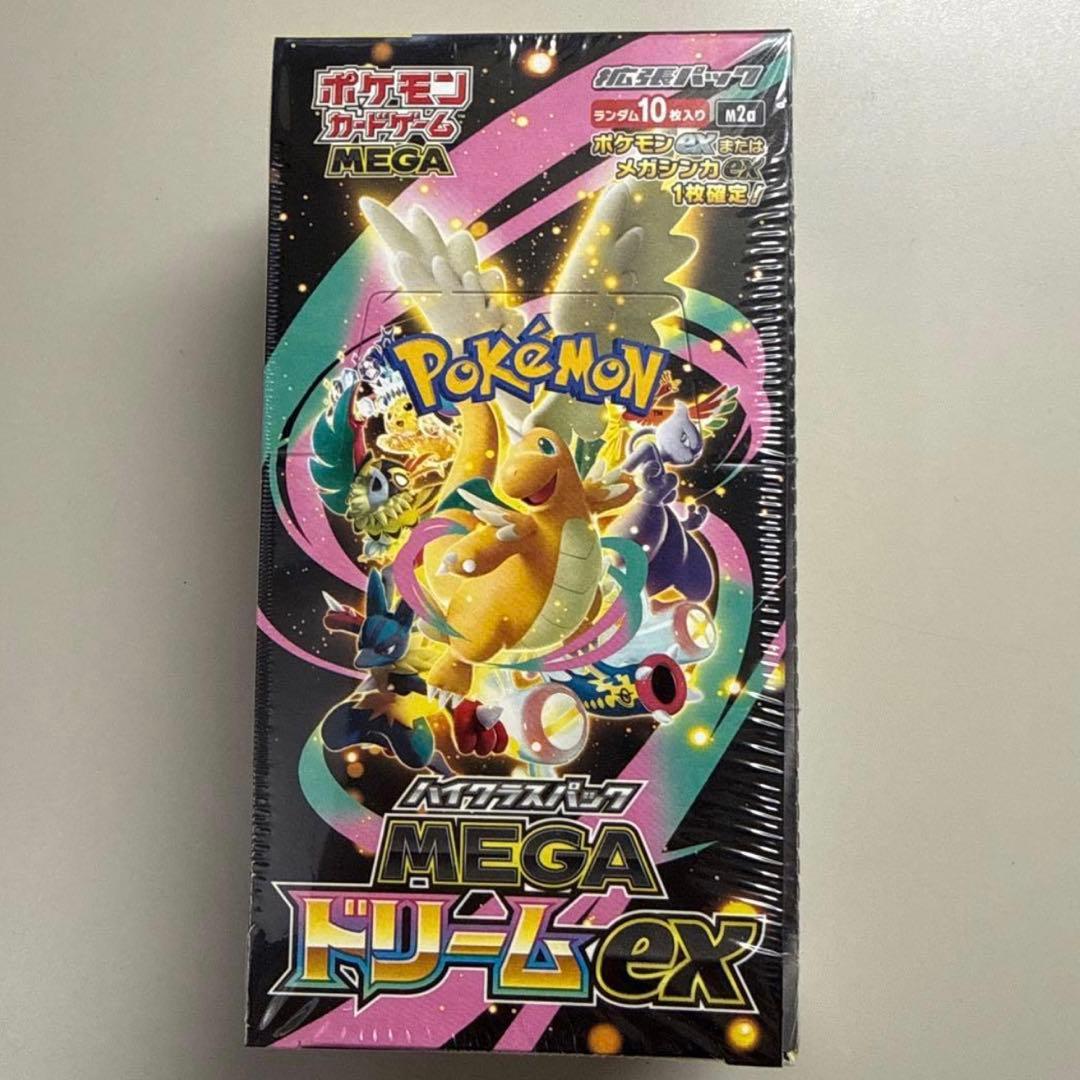 ポケモン
カードゲーム
MEGA
拡張パック
ランダム10枚入り M2a
ポケモンexまたは
メガシンカex
1枚確定!
POKéMON
TM
ハイクラスパック
MEGA
ドリームex